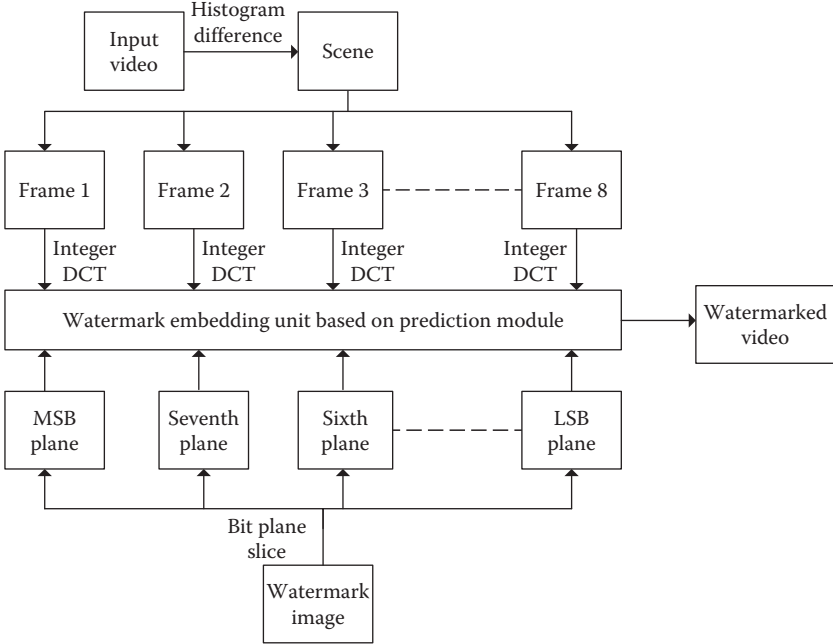 Input
video
Histogram
difference
Scene
Frame 1
Frame 2
Frame 3
Frame 8
Integer
DCT
Integer
DCT
Integer
DCT
Integer
DCT
Watermark embedding unit based on prediction module
Watermarked
video
MSB
plane
Seventh
plane
Sixth
plane
LSB
plane
Bit plane
slice
Watermark
image